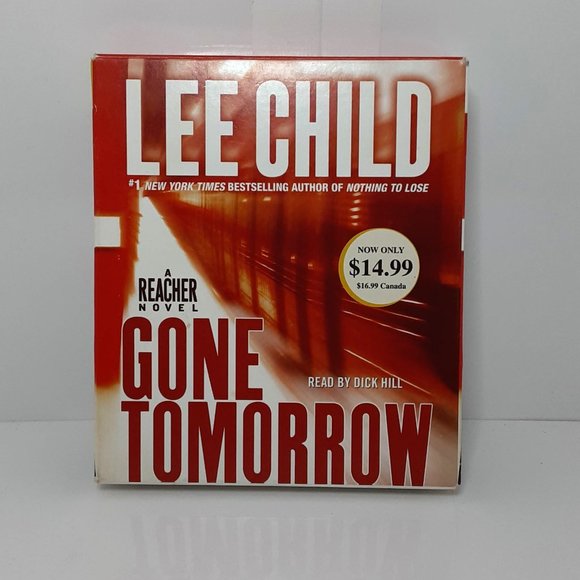 LEE CHILD
#1 NEW YORK TIMES BESTSELLING AUTHOR OF NOTHING TO LOSE
NOW ONLY
$14.99
$16.99 Canada
A
REACHER
NOVEL
GONE
READ BY DICK HILL
TOMORROW